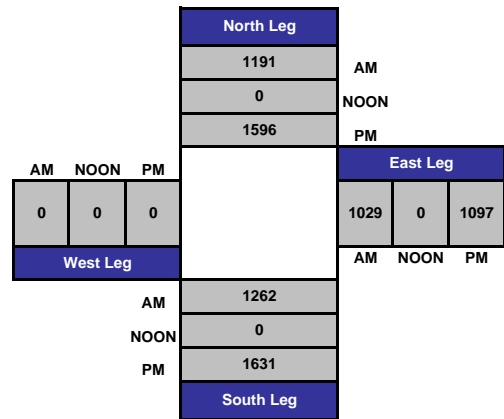 North Leg
1191 AM
0 NOON
1596 PM
AM NOON PM East Leg
0 0 0 1029 0 1097
West Leg AM NOON PM
AM 1262
NOON 0
PM 1631
South Leg